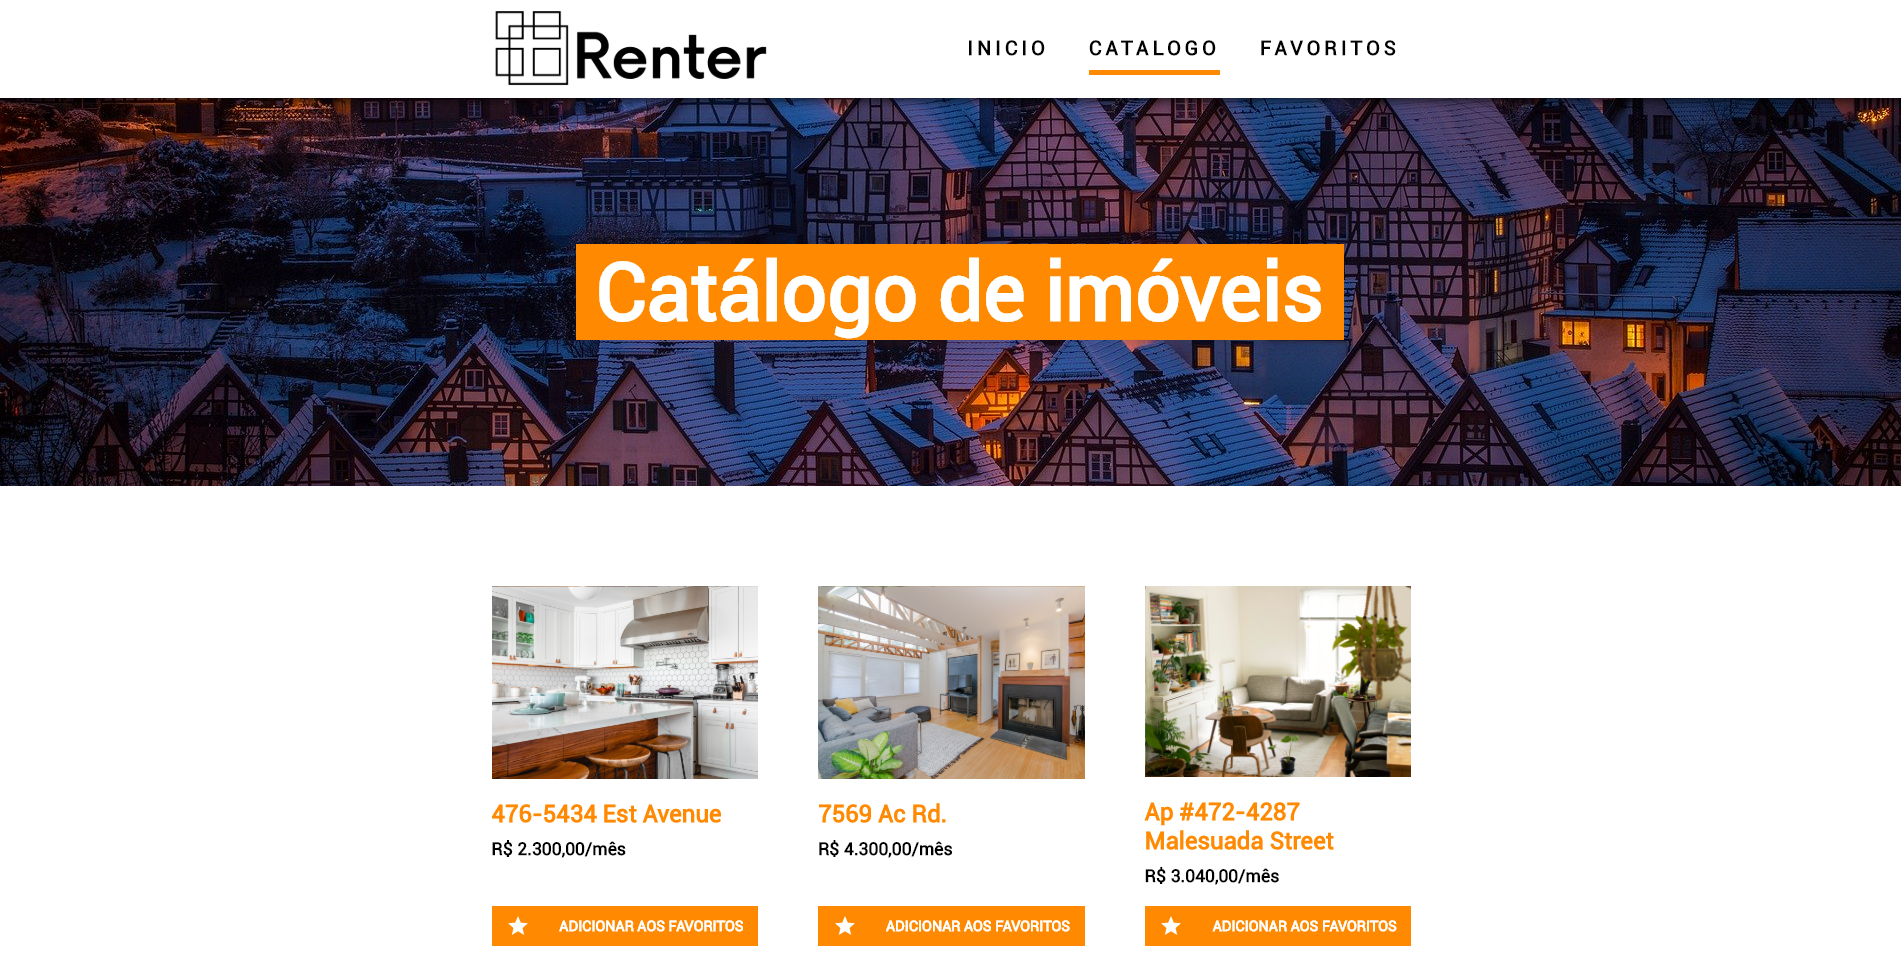 Renter
INICIO CATALOGO FAVORITOS
Catálogo de imóveis
476-5434 Est Avenue
R$ 2.300,00/mês
ADICIONAR AOS FAVORITOS
7569 Ac Rd.
R$ 4.300,00/mês
ADICIONAR AOS FAVORITOS
Ap #472-4287
Malesuada Street
R$ 3.040,00/mês
ADICIONAR AOS FAVORITOS